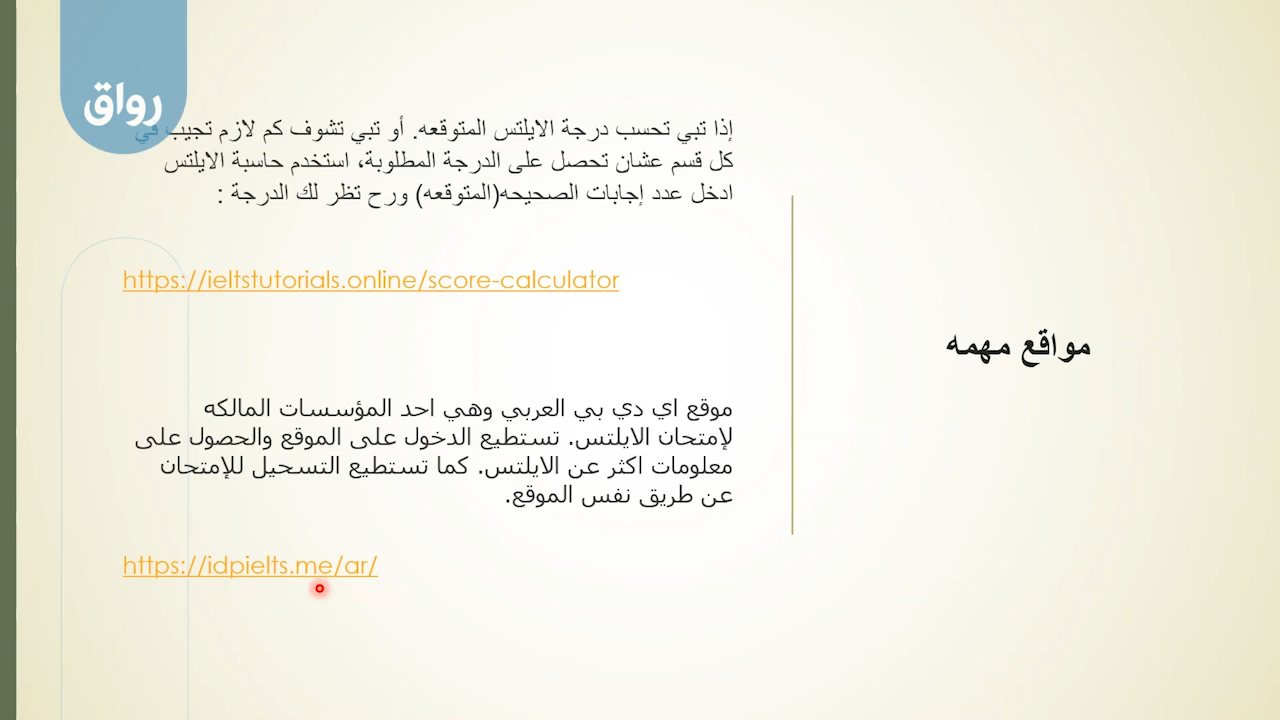 رواق
مواقع مهمه
إذا تبي تحسب درجة الايلتس المتوقعه. أو تبي تشوف كم لازم تجيب في
كل قسم عشان تحصل على الدرجة المطلوبة، استخدم حاسبة الايلتس
ادخل عدد إجابات الصحيحه(المتوقعه) ورح تظر لك الدرجة :
https://ieltstutorials.online/score-calculator
موقع اي دي بي العربي وهي احد المؤسسات المالكه
لإمتحان الايلتس. تستطيع الدخول على الموقع والحصول على
معلومات اكثر عن الايلتس. كما تستطيع التسجيل للإمتحان
عن طريق نفس الموقع.
https://idpielts.me/ar/